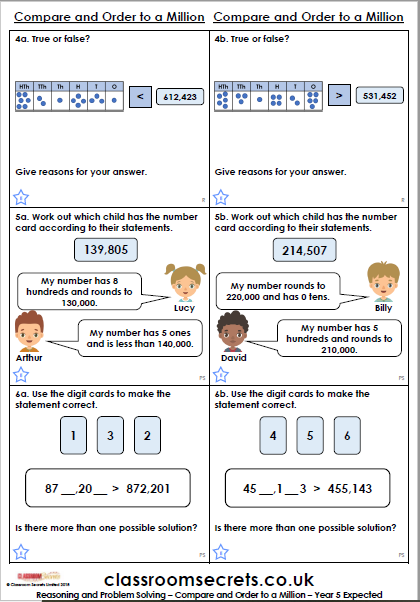 Compare and Order to a Million
Compare and Order to a Million
4a. True or false?
HTh TTh Th H T O
< 612,423
Give reasons for your answer.
4b. True or false?
HTh TTh Th H T O
> 531,452
Give reasons for your answer.
5a. Work out which child has the number
card according to their statements.
139,805
My number has 8
hundreds and rounds to
130,000.
Lucy
My number has 5 ones
and is less than 140,000.
Arthur
PS
5b. Work out which child has the number
card according to their statements.
214,507
My number rounds to
220,000 and has 0 tens.
Billy
My number has 5
hundreds and rounds to
210,000.
David
PS
6a. Use the digit cards to make the
statement correct.
1 3 2
87 __,20__ > 872,201
Is there more than one possible solution?
PS
6b. Use the digit cards to make the
statement correct.
4 5 6
45 __,1__3 > 455,143
Is there more than one possible solution?
PS
CLASSROOM Secrets
© Classroom Secrets Limited 2018
classroomsecrets.co.uk
Reasoning and Problem Solving – Compare and Order to a Million – Year 5 Expected